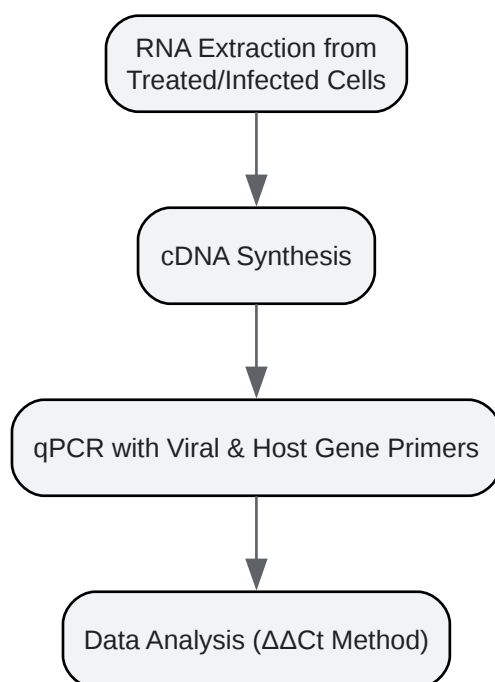 RNA Extraction from
Treated/Infected Cells
cDNA Synthesis
qPCR with Viral & Host Gene Primers
Data Analysis (ΔΔCt Method)